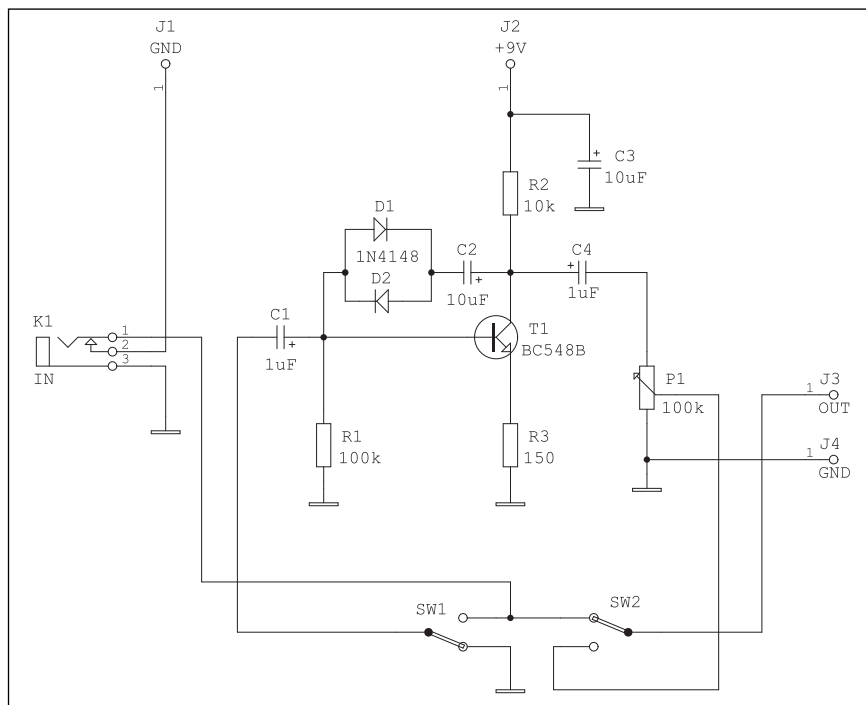 J1
GND
1
J2
+9V
1
C3
+
10uF
R2
10k
D1
1N4148
D2
C2
+
10uF
C4
+
1uF
K1
1
2
3
IN
C1
+
1uF
T1
BC548B
P1
100k
J3
1
OUT
J4
1
GND
R1
100k
R3
150
SW1
SW2